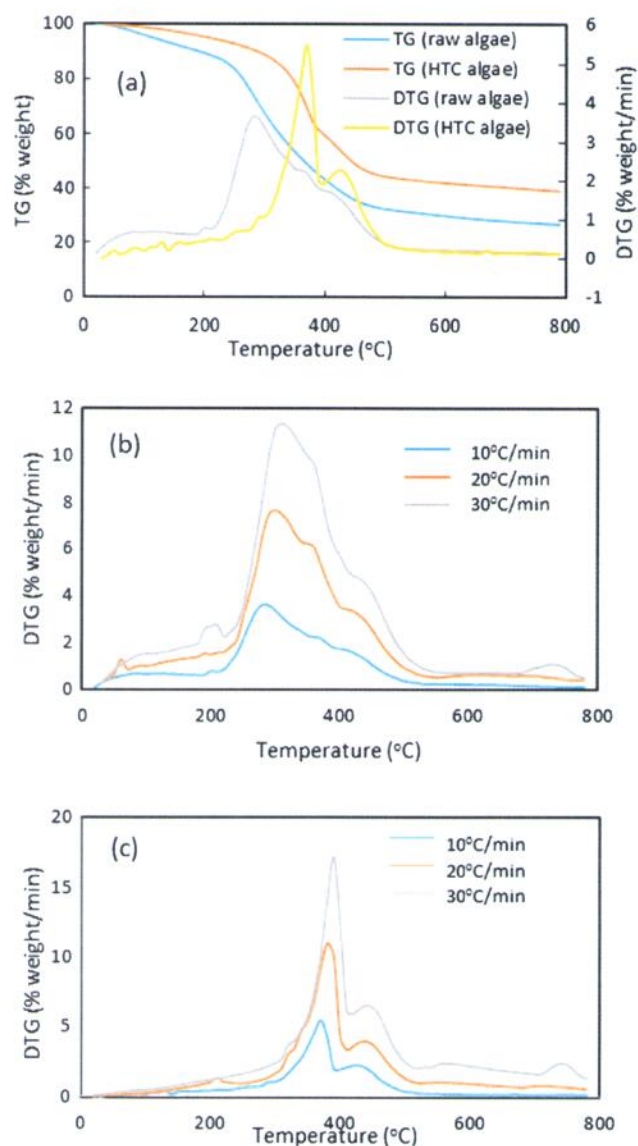 (a)
TG (raw algae)
TG (HTC algae)
DTG (raw algae)
DTG (HTC algae)
TG (% weight)
100
80
60
40
20
0
DTG (% weight/min)
6
5
4
3
2
1
0
-1
0 200 400 600 800
Temperature (°C)
(b)
10°C/min
20°C/min
30°C/min
DTG (% weight/min)
12
10
8
6
4
2
0
0 200 400 600 800
Temperature (°C)
(c)
10°C/min
20°C/min
30°C/min
DTG (% weight/min)
20
15
10
5
0
0 200 400 600 800
Temperature (°C)